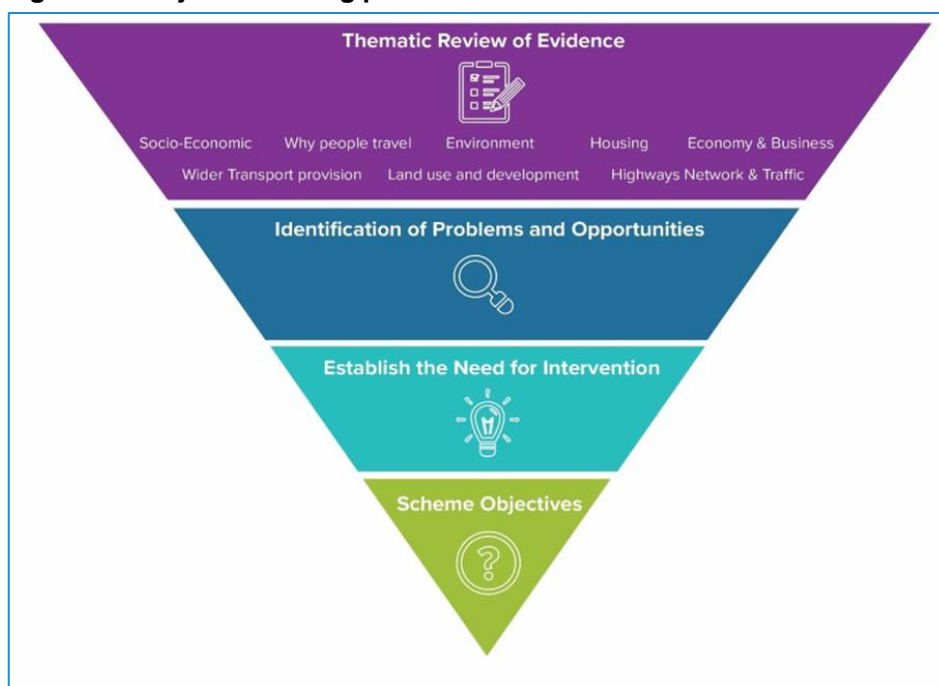 Thematic Review of Evidence
Socio-Economic Why people travel Environment Housing Economy & Business
Wider Transport provision Land use and development Highways Network & Traffic
Identification of Problems and Opportunities
Establish the Need for Intervention
Scheme Objectives
?